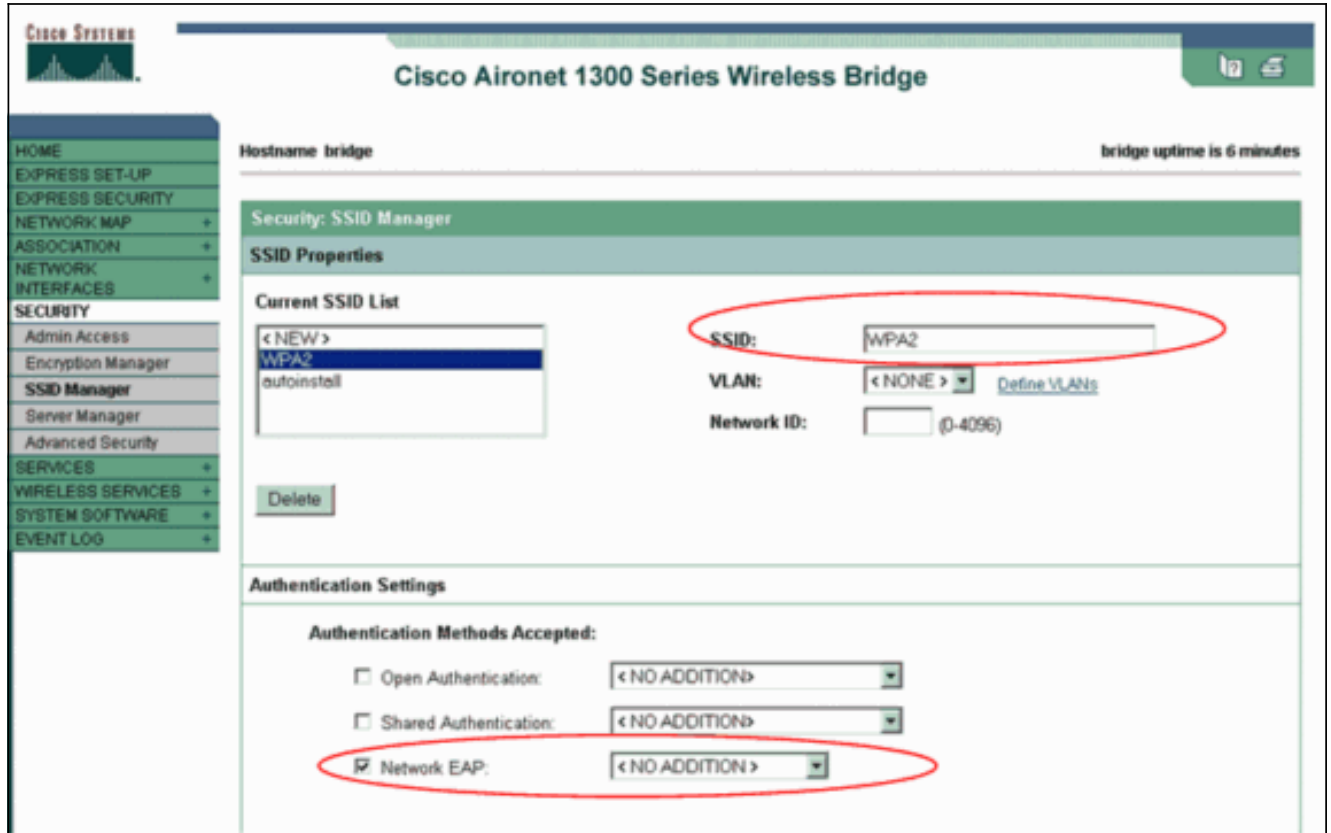 CISCO SYSTEMS
Cisco Aironet 1300 Series Wireless Bridge
HOME
EXPRESS SET-UP
EXPRESS SECURITY
NETWORK MAP +
ASSOCIATION +
NETWORK
INTERFACES +
SECURITY
Admin Access
Encryption Manager
SSID Manager
Server Manager
Advanced Security
SERVICES +
WIRELESS SERVICES +
SYSTEM SOFTWARE +
EVENT LOG +
Hostname bridge
bridge uptime is 6 minutes
Security: SSID Manager
SSID Properties
Current SSID List
< NEW >
WPA2
autoinstall
Delete
SSID: WPA2
VLAN: < NONE > Define VLANs
Network ID: (0-4096)
Authentication Settings
Authentication Methods Accepted:
Open Authentication: < NO ADDITION>
Shared Authentication: < NO ADDITION>
Network EAP: < NO ADDITION >